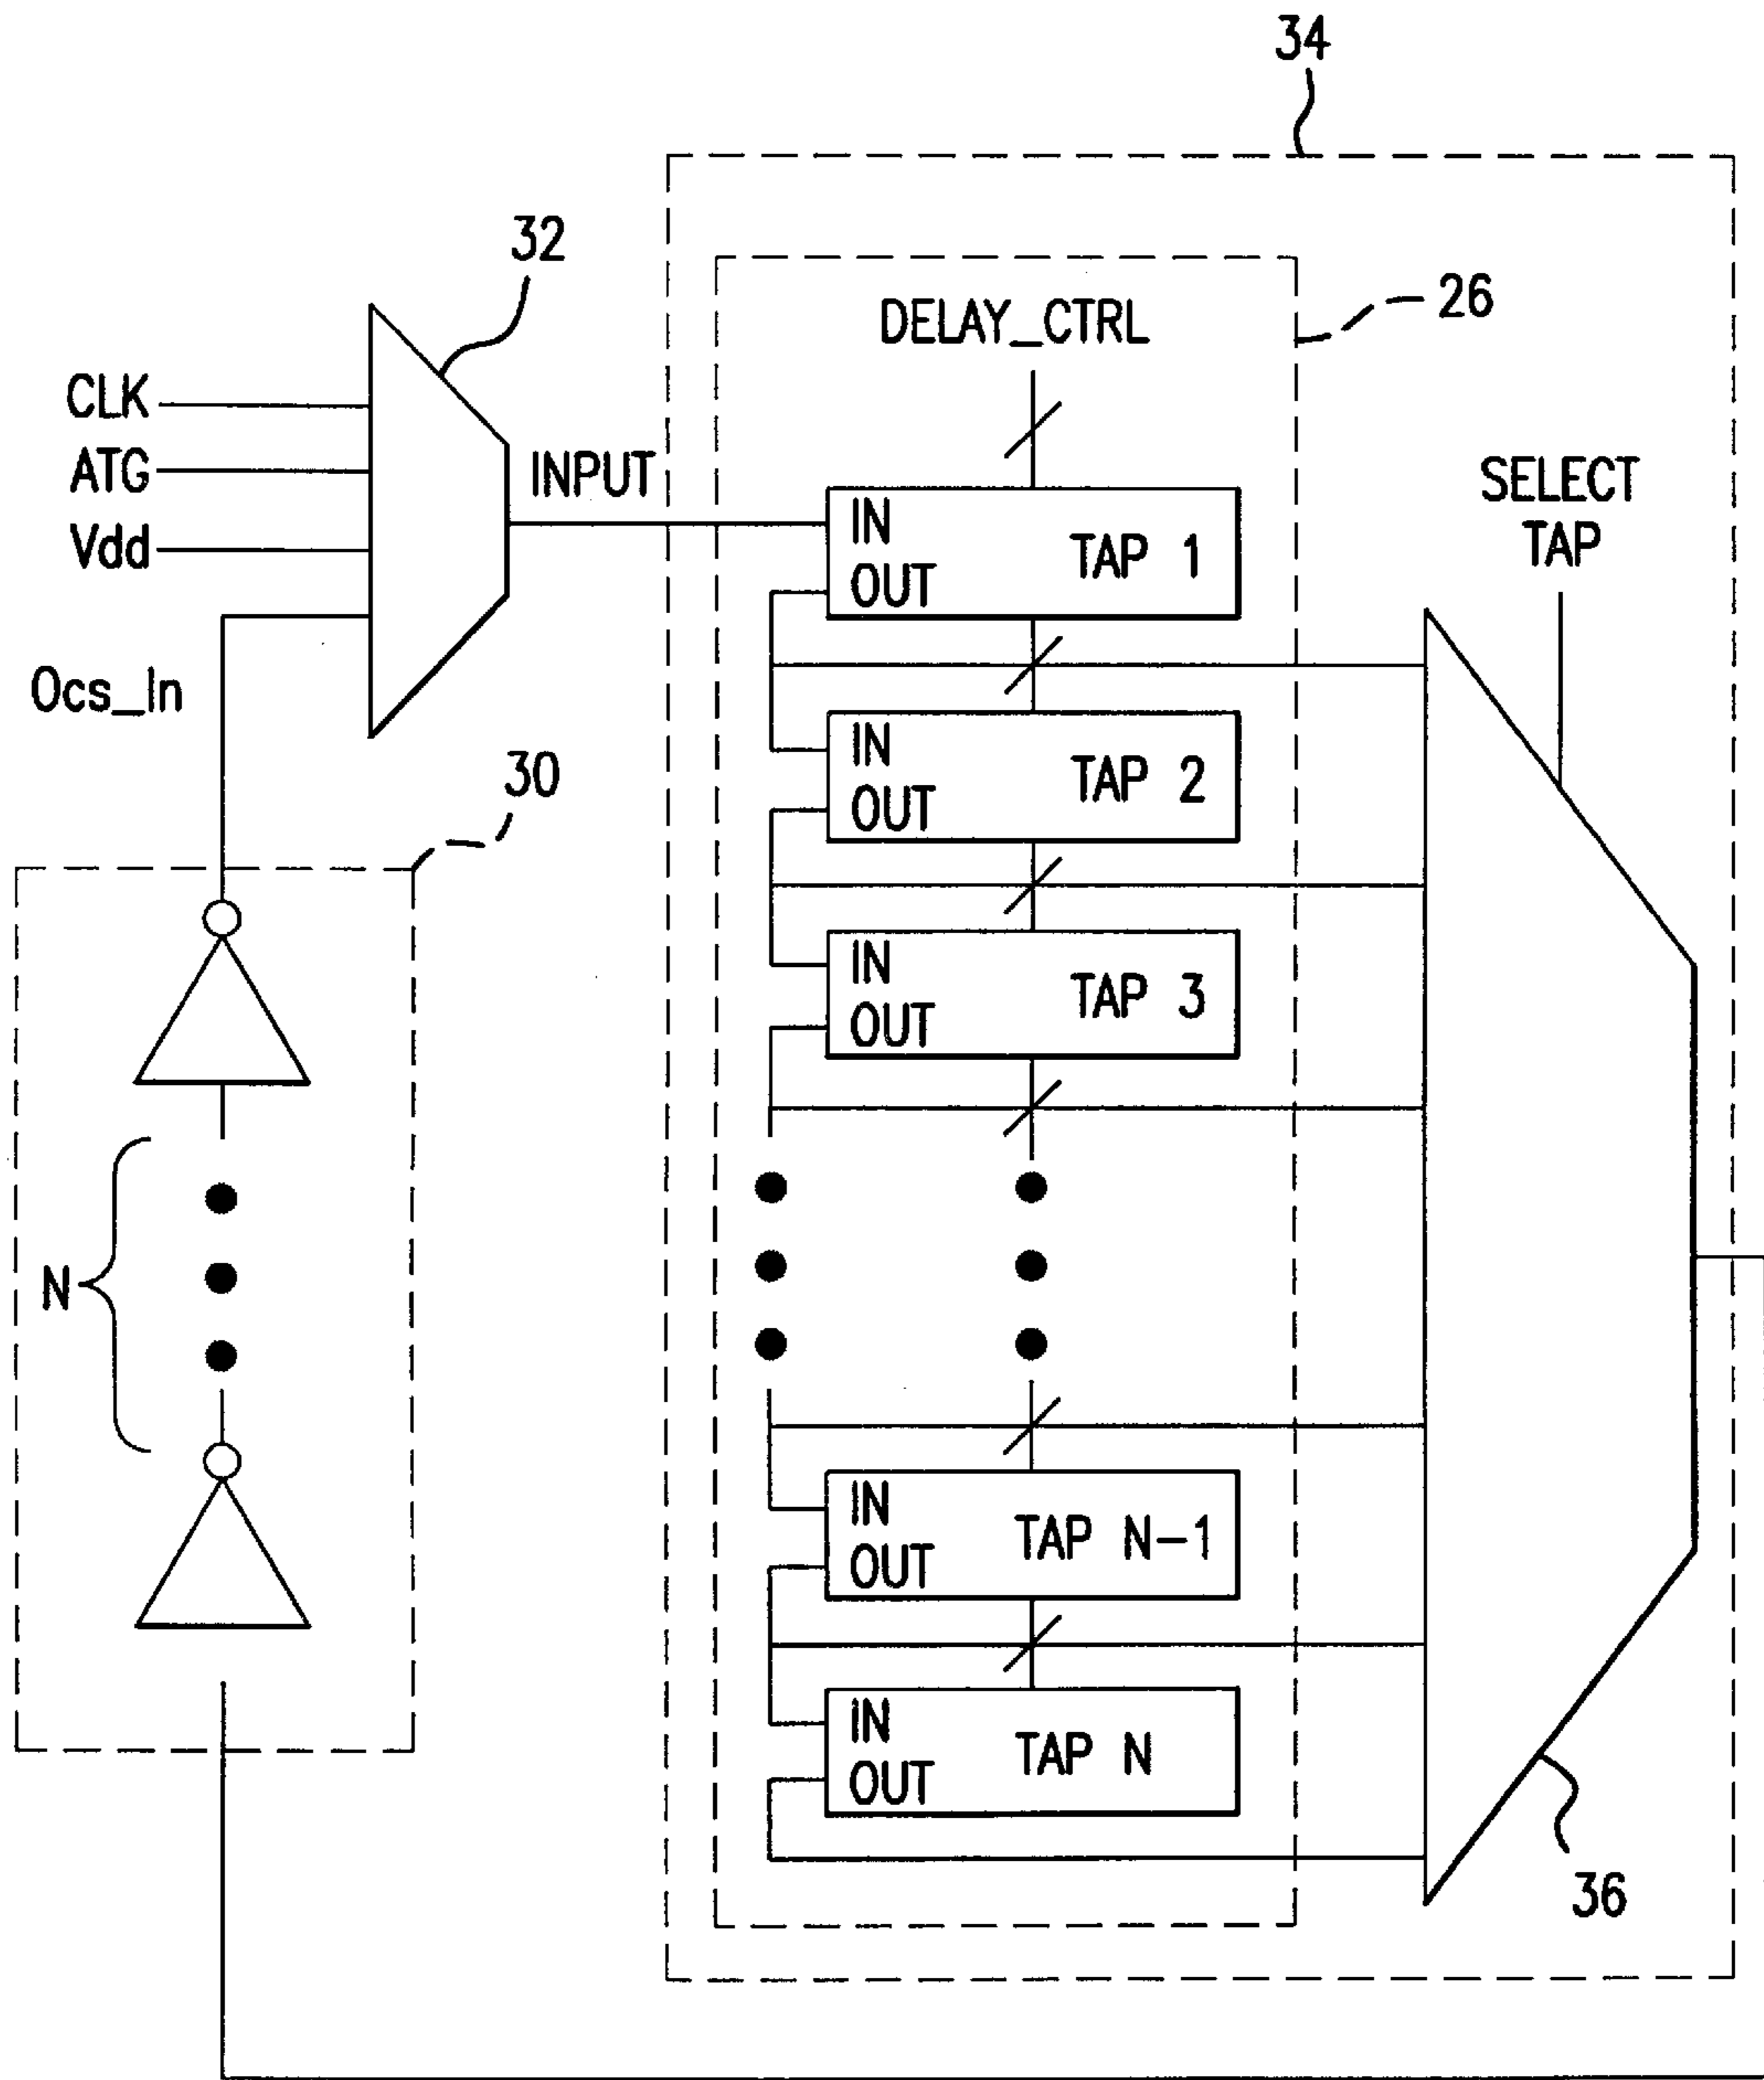 34
32
26
DELAY_CTRL
CLK
ATG
Vdd
INPUT
SELECT
TAP
IN
OUT
TAP 1
Ocs_In
30
IN
OUT
TAP 2
IN
OUT
TAP 3
N
IN
OUT
TAP N-1
IN
OUT
TAP N
36